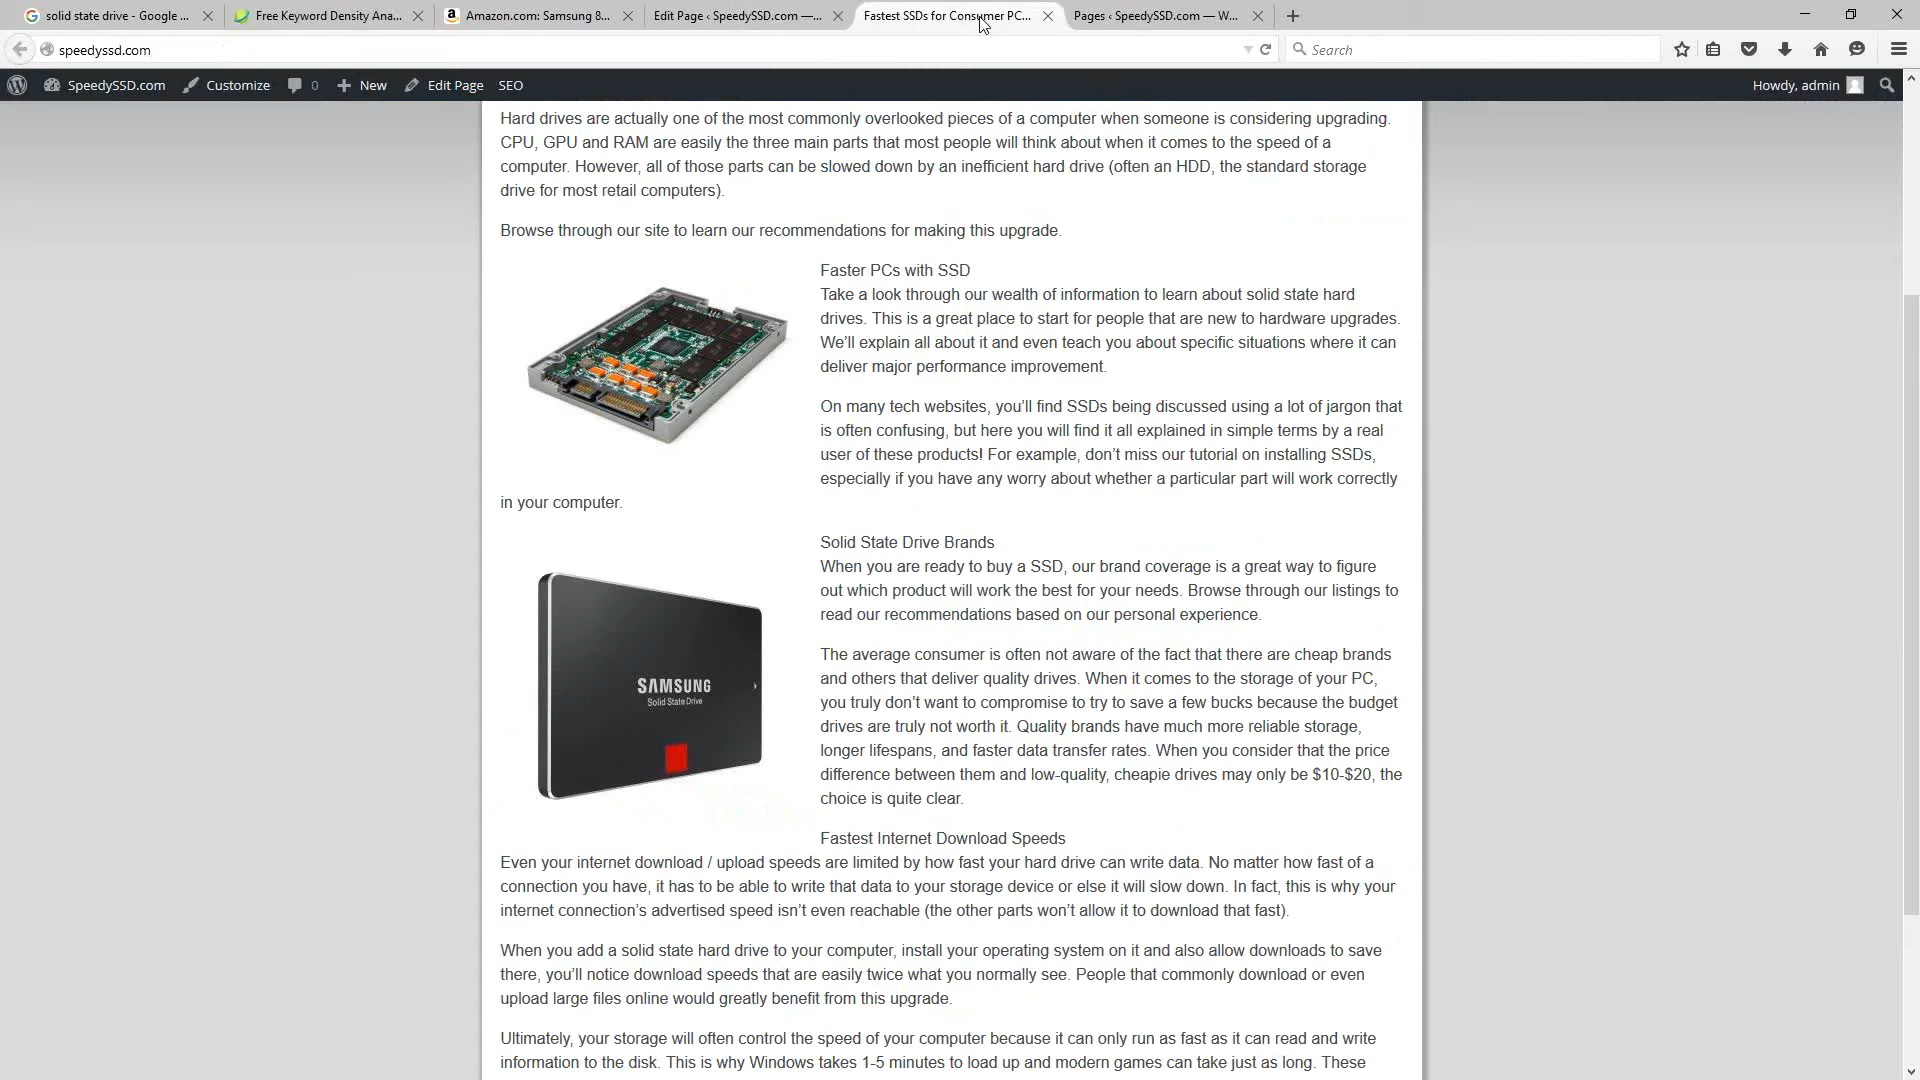 solid state drive - Google ...
Free Keyword Density Ana...
Amazon.com: Samsung 8...
Edit Page ‹ SpeedySSD.com —...
Fastest SSDs for Consumer PC...
Pages ‹ SpeedySSD.com — W...
speedyssd.com
Search
SpeedySSD.com
Customize
0
New
Edit Page
SEO
Howdy, admin
Hard drives are actually one of the most commonly overlooked pieces of a computer when someone is considering upgrading.
CPU, GPU and RAM are easily the three main parts that most people will think about when it comes to the speed of a
computer. However, all of those parts can be slowed down by an inefficient hard drive (often an HDD, the standard storage
drive for most retail computers).
Browse through our site to learn our recommendations for making this upgrade.
Faster PCs with SSD
Take a look through our wealth of information to learn about solid state hard
drives. This is a great place to start for people that are new to hardware upgrades.
We'll explain all about it and even teach you about specific situations where it can
deliver major performance improvement.
On many tech websites, you'll find SSDs being discussed using a lot of jargon that
is often confusing, but here you will find it all explained in simple terms by a real
user of these products! For example, don't miss our tutorial on installing SSDs,
especially if you have any worry about whether a particular part will work correctly
in your computer.
Solid State Drive Brands
When you are ready to buy a SSD, our brand coverage is a great way to figure
out which product will work the best for your needs. Browse through our listings to
read our recommendations based on our personal experience.
SAMSUNG
Solid State Drive
The average consumer is often not aware of the fact that there are cheap brands
and others that deliver quality drives. When it comes to the storage of your PC,
you truly don't want to compromise to try to save a few bucks because the budget
drives are truly not worth it. Quality brands have much more reliable storage,
longer lifespans, and faster data transfer rates. When you consider that the price
difference between them and low-quality, cheapie drives may only be $10-$20, the
choice is quite clear.
Fastest Internet Download Speeds
Even your internet download / upload speeds are limited by how fast your hard drive can write data. No matter how fast of a
connection you have, it has to be able to write that data to your storage device or else it will slow down. In fact, this is why your
internet connection's advertised speed isn't even reachable (the other parts won't allow it to download that fast).
When you add a solid state hard drive to your computer, install your operating system on it and also allow downloads to save
there, you'll notice download speeds that are easily twice what you normally see. People that commonly download or even
upload large files online would greatly benefit from this upgrade.
Ultimately, your storage will often control the speed of your computer because it can only run as fast as it can read and write
information to the disk. This is why Windows takes 1-5 minutes to load up and modern games can take just as long. These